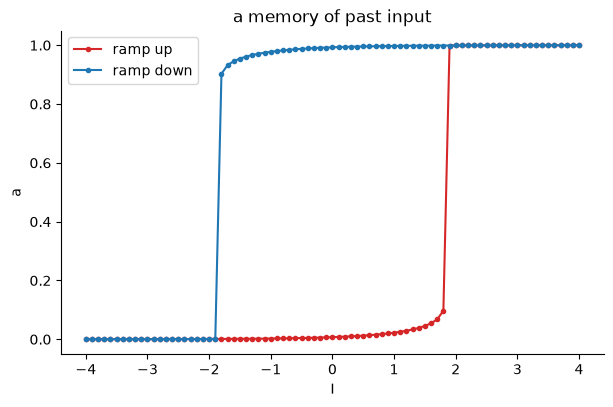 a memory of past input
ramp up
ramp down
a
1.0
0.8
0.6
0.4
0.2
0.0
−4 −3 −2 −1 0 1 2 3 4
I